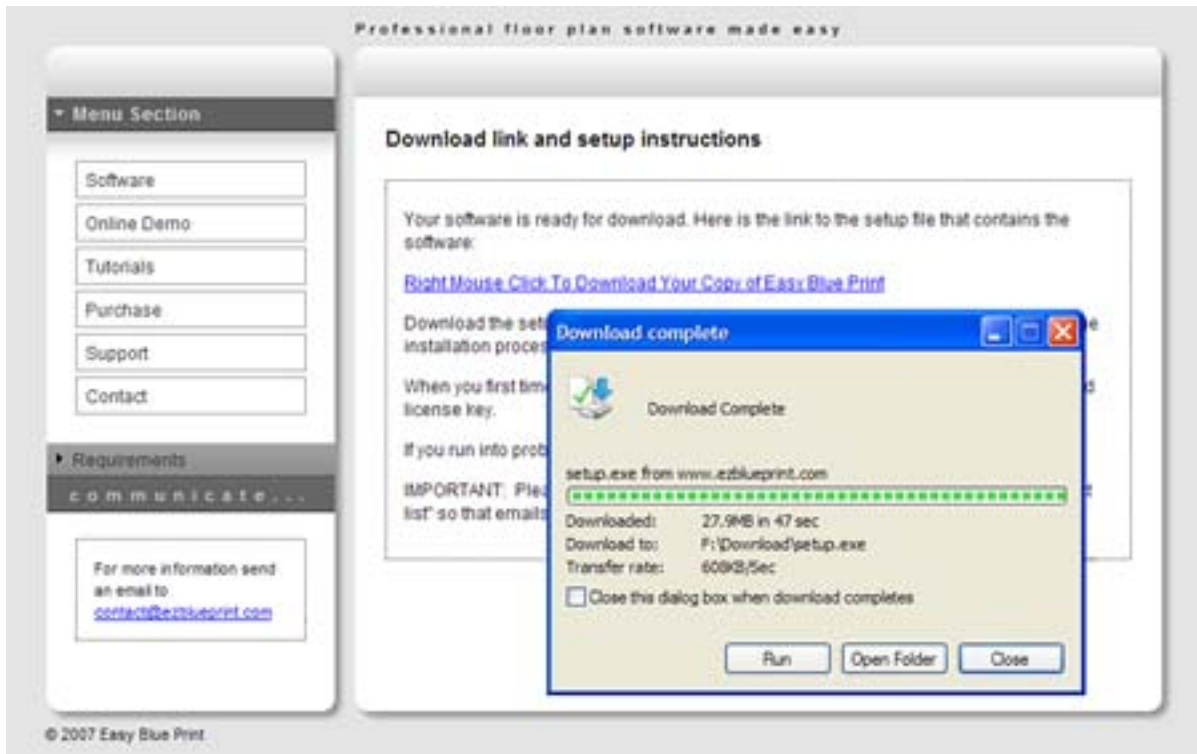 Professional floor plan software made easy
Menu Section
Software
Online Demo
Tutorials
Purchase
Support
Contact
Requirements
communicate...
For more information send
an email to
contact@ezblueprint.com
© 2007 Easy Blue Print
Download link and setup instructions
Your software is ready for download. Here is the link to the setup file that contains the
software:
Right Mouse Click To Download Your Copy of Easy Blue Print
Download the set
installation proces
When you first tim
license key.
If you run into prob
IMPORTANT: Plea
list" so that emails
Download complete
Download Complete
setup.exe from www.ezblueprint.com
Downloaded: 27.9MB in 47 sec
Download to: F:\Download\setup.exe
Transfer rate: 608KB/Sec
Close this dialog box when download completes
Run Open Folder Close